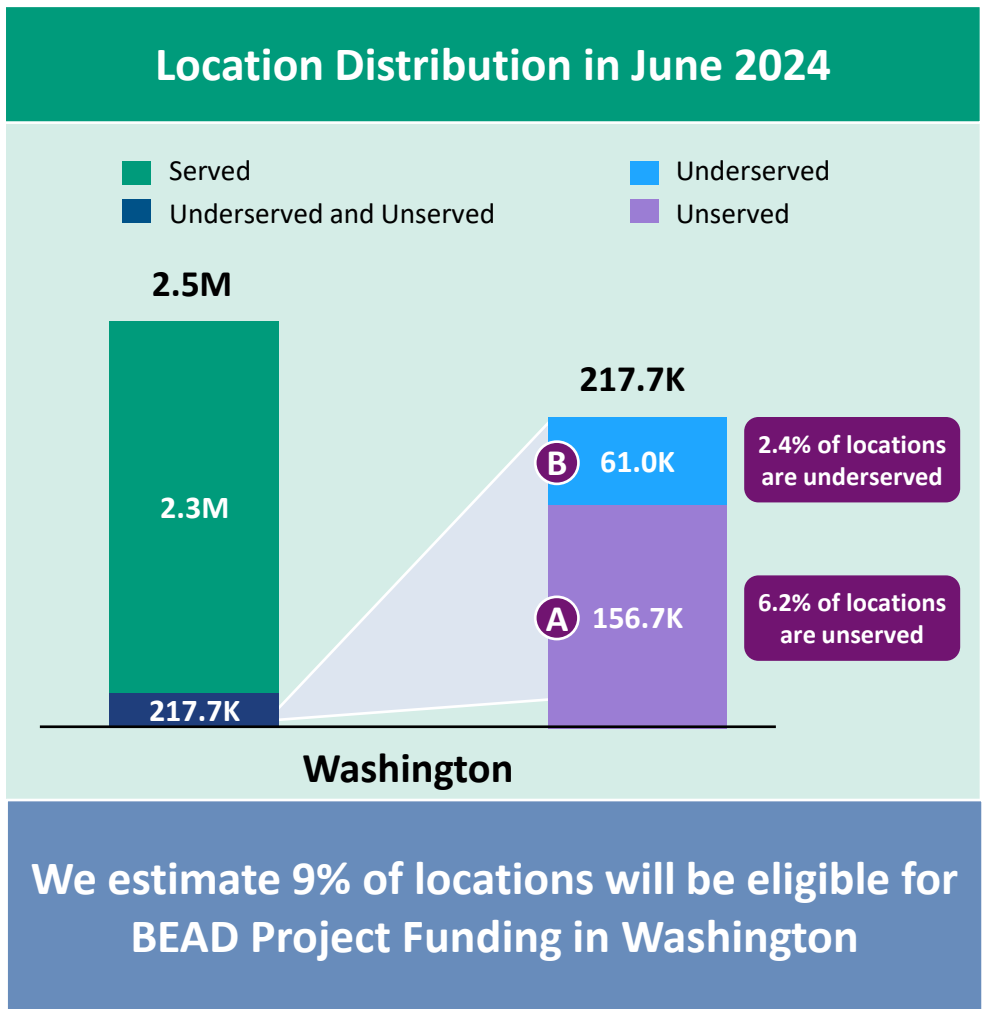 Location Distribution in June 2024
Served
Underserved
Underserved and Unserved
Unserved
2.5M
217.7K
2.3M
217.7K
B
61.0K
A
156.7K
2.4% of locations
are underserved
6.2% of locations
are unserved
Washington
We estimate 9% of locations will be eligible for
BEAD Project Funding in Washington